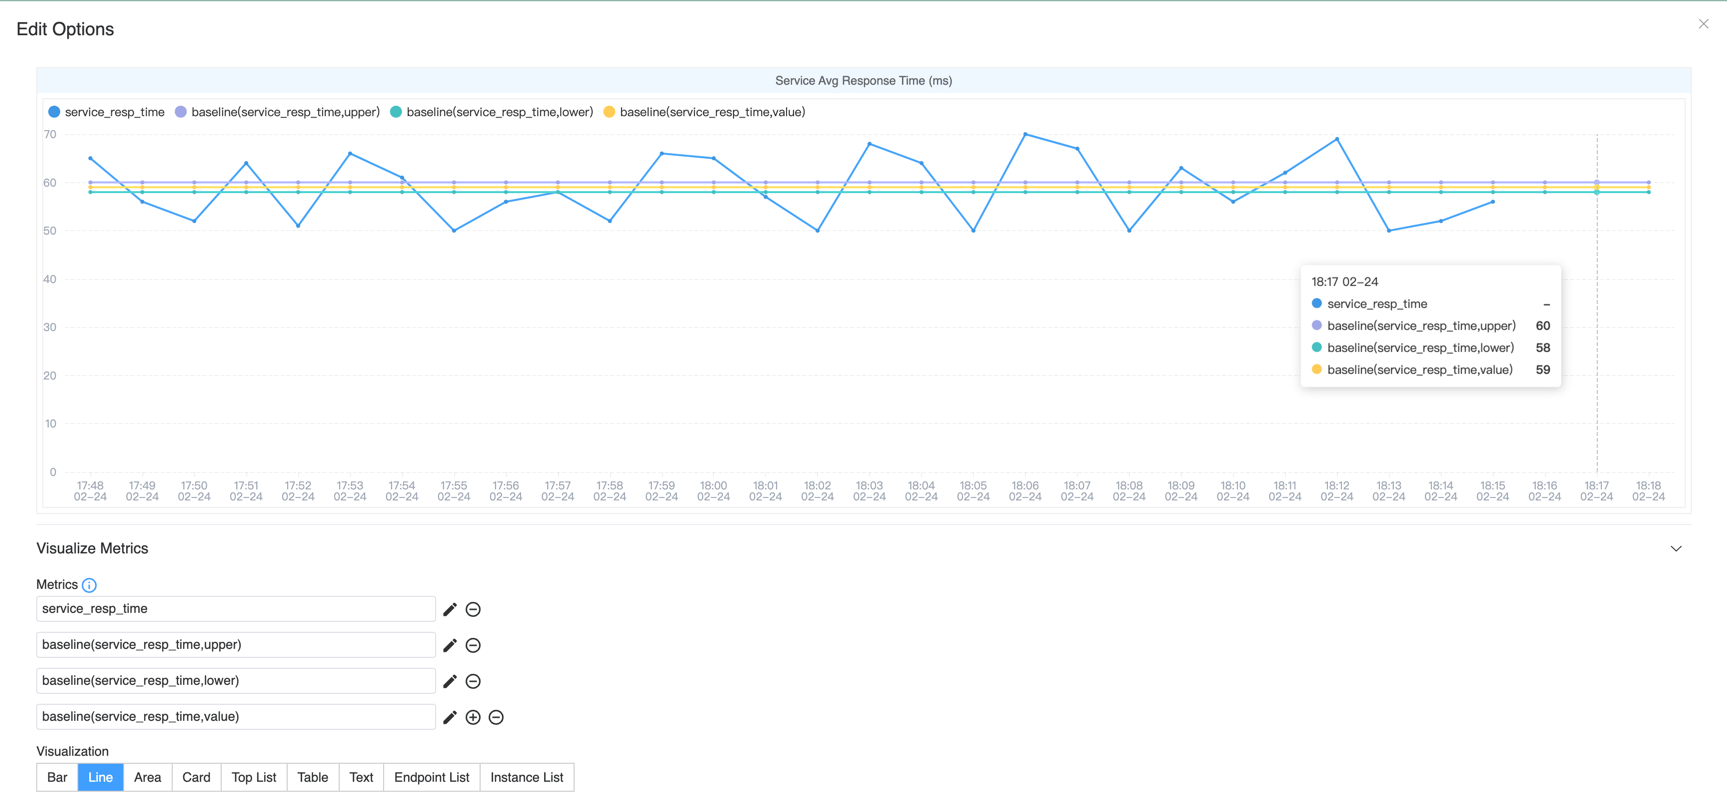 Edit Options
Service Avg Response Time (ms)
service_resp_time baseline(service_resp_time,upper) baseline(service_resp_time,lower) baseline(service_resp_time,value)
70
60
50
40
30
20
10
0
17:48 17:49 17:50 17:51 17:52 17:53 17:54 17:55 17:56 17:57 17:58 17:59 18:00 18:01 18:02 18:03 18:04 18:05 18:06 18:07 18:08 18:09 18:10 18:11 18:12 18:13 18:14 18:15 18:16 18:17 18:18
02-24 02-24 02-24 02-24 02-24 02-24 02-24 02-24 02-24 02-24 02-24 02-24 02-24 02-24 02-24 02-24 02-24 02-24 02-24 02-24 02-24 02-24 02-24 02-24 02-24 02-24 02-24 02-24 02-24 02-24 02-24
18:17 02-24
service_resp_time -
baseline(service_resp_time,upper) 60
baseline(service_resp_time,lower) 58
baseline(service_resp_time,value) 59
Visualize Metrics
Metrics
service_resp_time
baseline(service_resp_time,upper)
baseline(service_resp_time,lower)
baseline(service_resp_time,value)
Visualization
Bar Line Area Card Top List Table Text Endpoint List Instance List